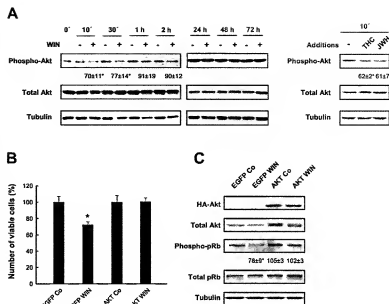 A
0´ 10´ 30´ 1 h 2 h 24 h 48 h 72 h
- - + - + - + - + - + - + - + WIN
Phospho-Akt
70±11* 77±14* 91±19 90±12
Total Akt
Tubulin
10´
Additions - THC JWH
Phospho-Akt
62±2* 61±7
Total Akt
Tubulin
B
Number of viable cells (%)
120
100
80
60
40
20
0
*
EGFP Co EGFP WIN AKT Co AKT WIN
C
EGFP Co EGFP WIN AKT Co AKT WIN
HA-Akt
Total Akt
Phospho-pRb
78±9* 105±3 102±3
Total pRb
Tubulin